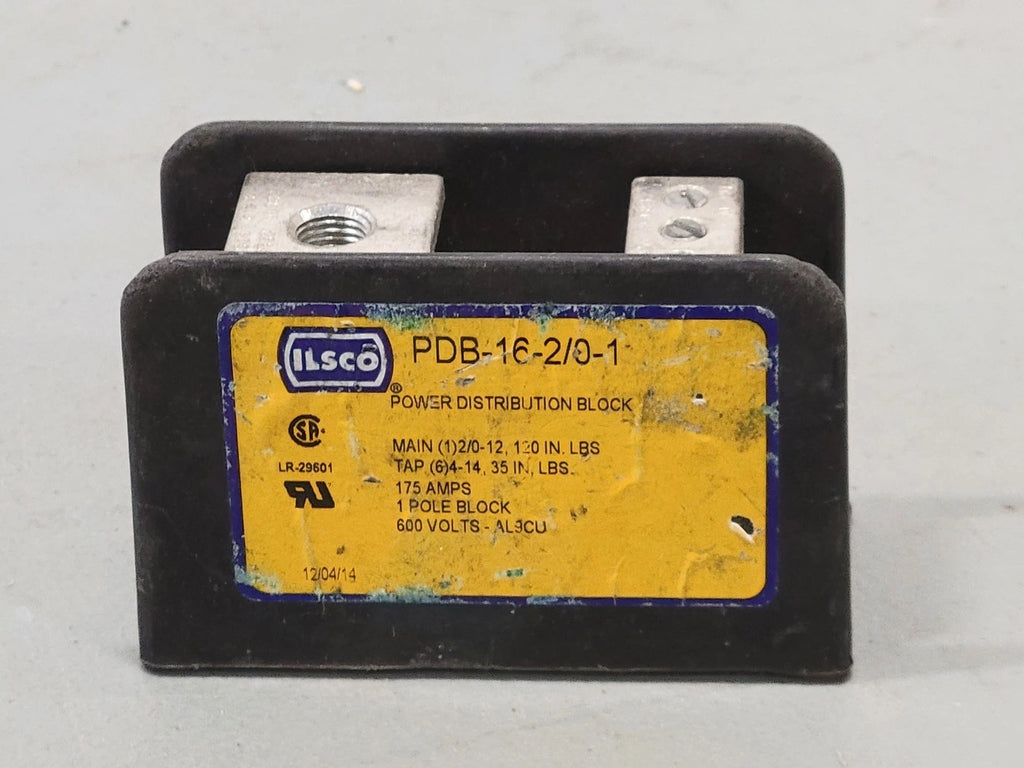 ILSCO
®
PDB-16-2/0-1
POWER DISTRIBUTION BLOCK
SA
LR-29601
MAIN (1)2/0-12, 120 IN. LBS
TAP (6)4-14, 35 IN. LBS.
175 AMPS
1 POLE BLOCK
600 VOLTS - AL9CU
12/04/14